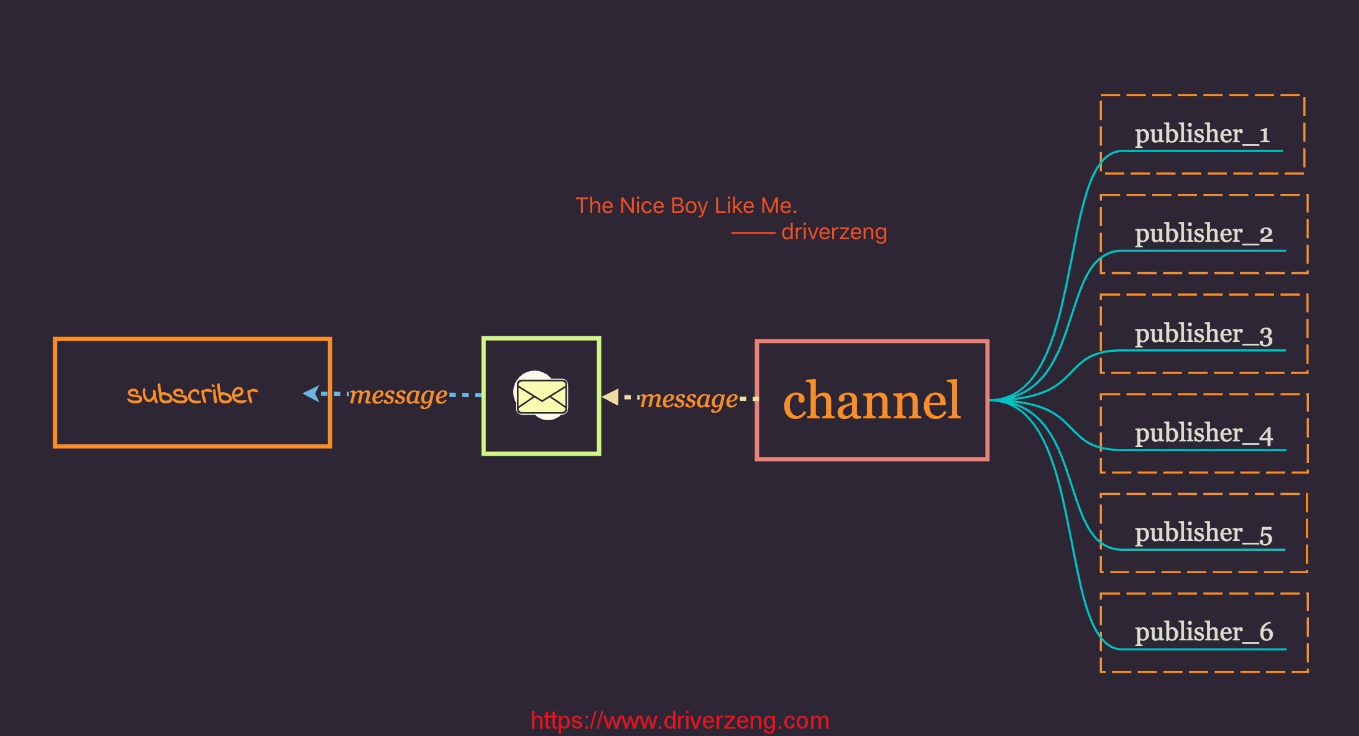 publisher_1
The Nice Boy Like Me.
—— driverzeng
publisher_2
publisher_3
subscriber
message
message
channel
publisher_4
publisher_5
publisher_6
https://www.driverzeng.com